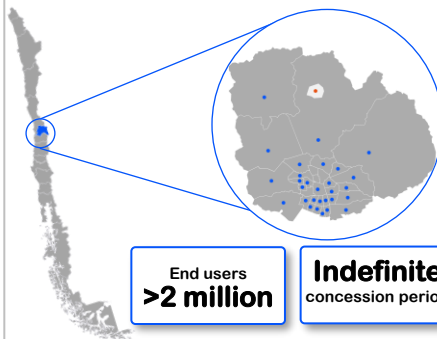 End users
>2 million
Indefinite
concession perio